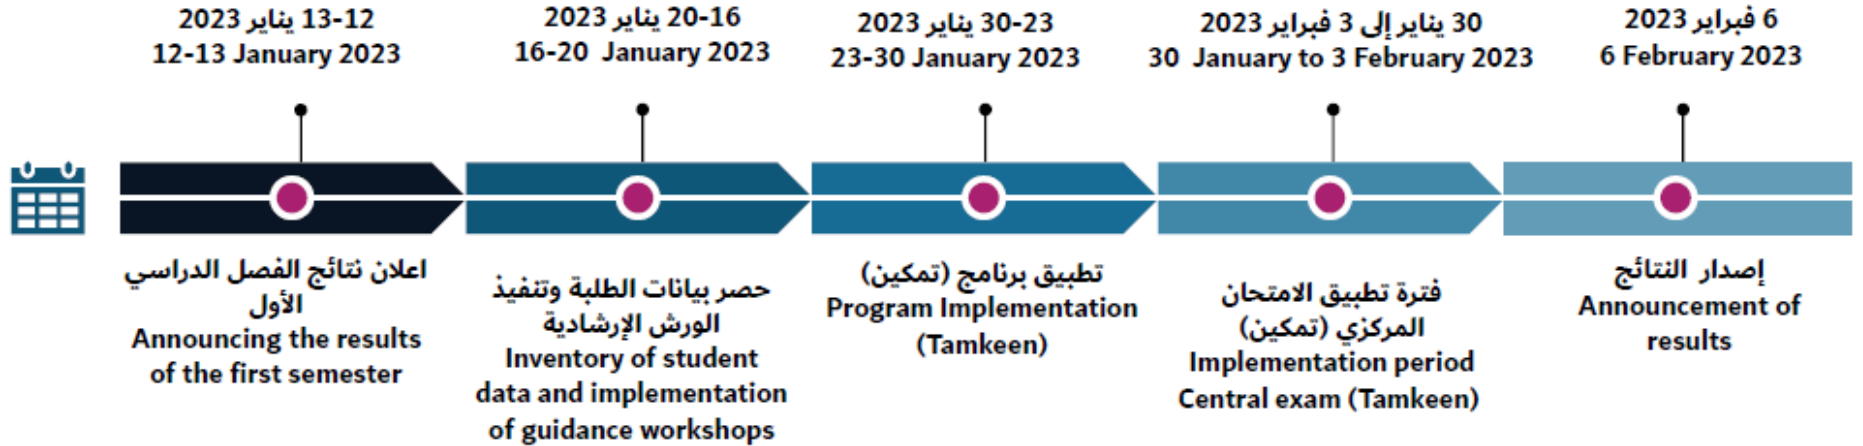 13-12 يناير 2023
12-13 January 2023
20-16 يناير 2023
16-20 January 2023
30-23 يناير 2023
23-30 January 2023
30 يناير إلى 3 فبراير 2023
30 January to 3 February 2023
6 فبراير 2023
6 February 2023
اعلان نتائج الفصل الدراسي
الأول
Announcing the results
of the first semester
حصر بيانات الطلبة وتنفيذ
الورش الإرشادية
Inventory of student
data and implementation
of guidance workshops
تطبيق برنامج (تمكين)
Program Implementation
(Tamkeen)
فترة تطبيق الامتحان
المركزي (تمكين)
Implementation period
Central exam (Tamkeen)
إصدار النتائج
Announcement of
results